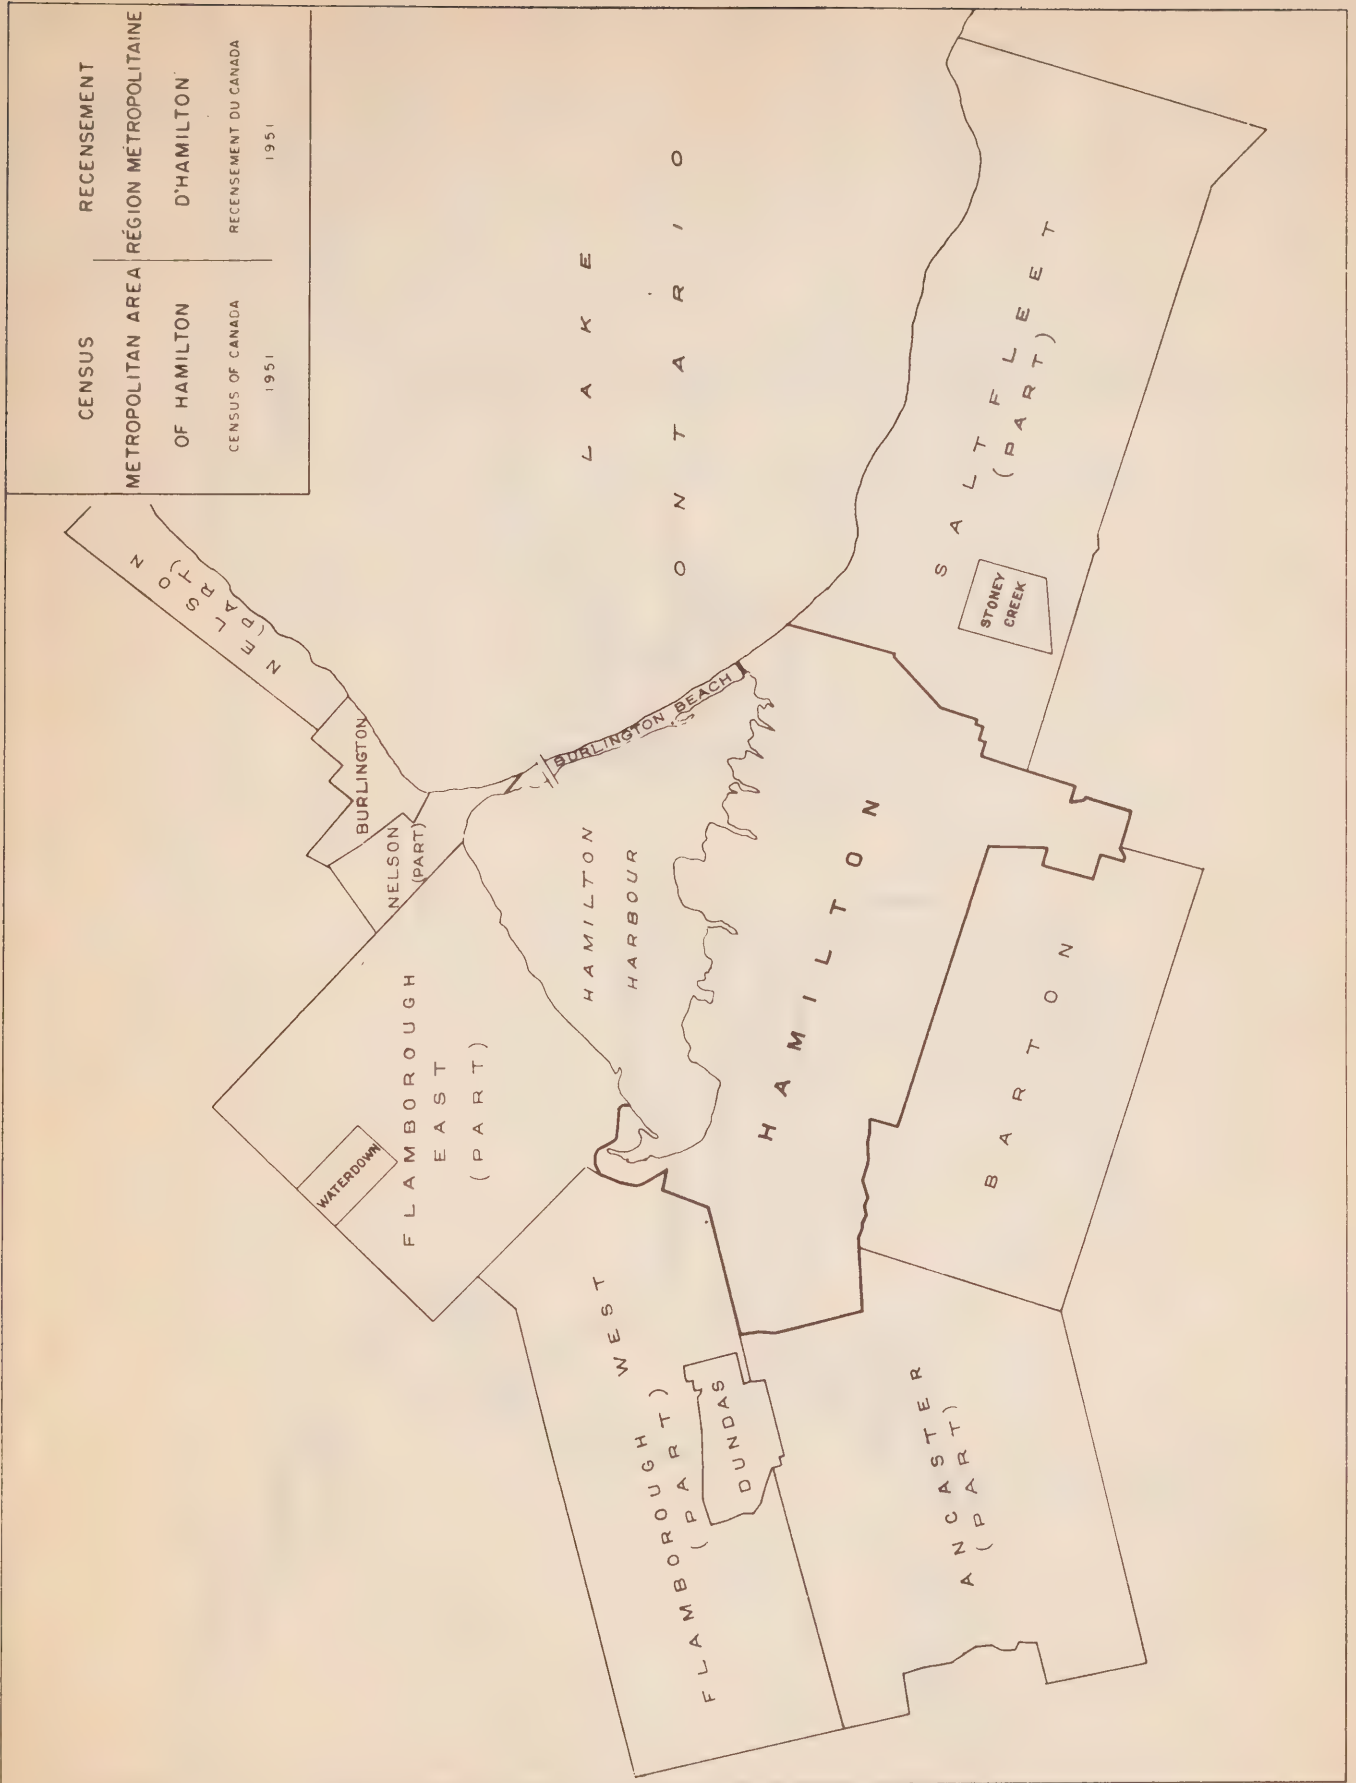 CENSUS
METROPOLITAN AREA
OF HAMILTON
CENSUS OF CANADA
1951
RECENSEMENT
RÉGION MÉTROPOLITAINE
D'HAMILTON
RECENSEMENT DU CANADA
1951
NELSON
(PART)
BURLINGTON
NELSON
(PART)
FLAMBOROUGH
EAST
(PART)
WATERDOWN
LAKE
ONTARIO
BURLINGTON BEACH
HAMILTON
HARBOUR
FLAMBOROUGH WEST
(PART)
DUNDAS
HAMILTON
SALTFLEET
(PART)
STONEY
CREEK
ANCASTER
(PART)
BARTON